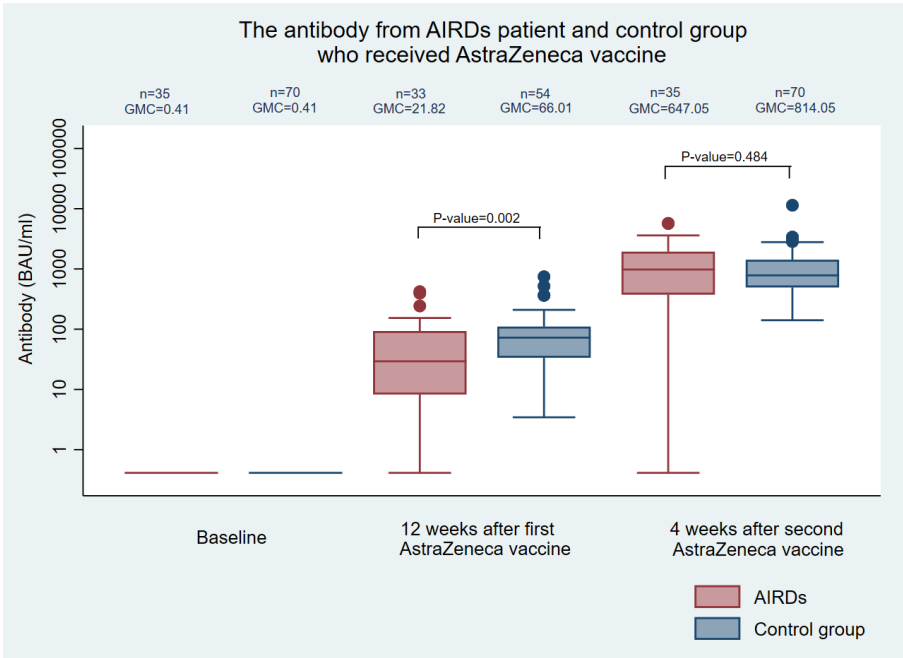 The antibody from AIRDs patient and control group
who received AstraZeneca vaccine
n=35
GMC=0.41
n=70
GMC=0.41
n=33
GMC=21.82
n=54
GMC=66.01
n=35
GMC=647.05
n=70
GMC=814.05
Antibody (BAU/ml)
100000
10000
1000
100
10
1
P-value=0.002
P-value=0.484
Baseline
12 weeks after first
AstraZeneca vaccine
4 weeks after second
AstraZeneca vaccine
AIRDs
Control group